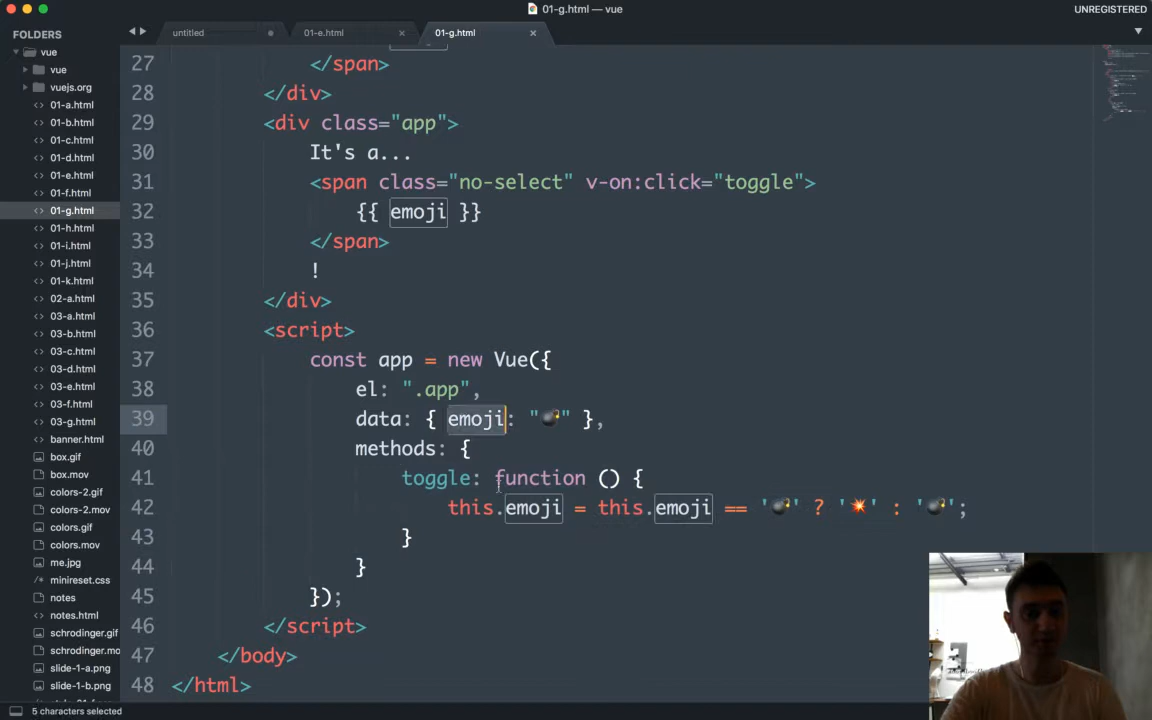 01-g.html — vue
UNREGISTERED
FOLDERS
vue
vue
vuejs.org
01-a.html
01-b.html
01-c.html
01-d.html
01-e.html
01-f.html
01-g.html
01-h.html
01-i.html
01-j.html
01-k.html
02-a.html
03-a.html
03-b.html
03-c.html
03-d.html
03-e.html
03-f.html
03-g.html
banner.html
box.gif
box.mov
colors-2.gif
colors-2.mov
colors.gif
colors.mov
me.jpg
minireset.css
notes
notes.html
schrodinger.gif
schrodinger.mo
slide-1-a.png
slide-1-b.png
untitled
01-e.html
01-g.html
27 </span>
28 </div>
29 <div class="app">
30 It's a...
31 <span class="no-select" v-on:click="toggle">
32 {{ emoji }}
33 </span>
34 !
35 </div>
36 <script>
37 const app = new Vue({
38 el: ".app",
39 data: { emoji: "💣" },
40 methods: {
41 toggle: function () {
42 this.emoji = this.emoji == '💣' ? '💥' : '💣';
43 }
44 }
45 });
46 </script>
47 </body>
48 </html>
5 characters selected